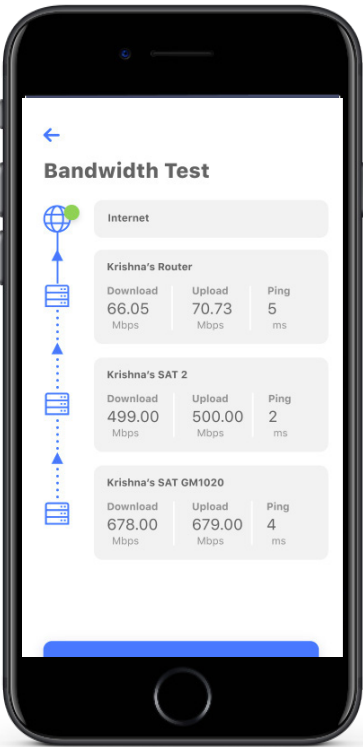 Bandwidth Test
Internet
Krishna's Router
Download Upload Ping
66.05 70.73 5
Mbps Mbps ms
Krishna's SAT 2
Download Upload Ping
499.00 500.00 2
Mbps Mbps ms
Krishna's SAT GM1020
Download Upload Ping
678.00 679.00 4
Mbps Mbps ms